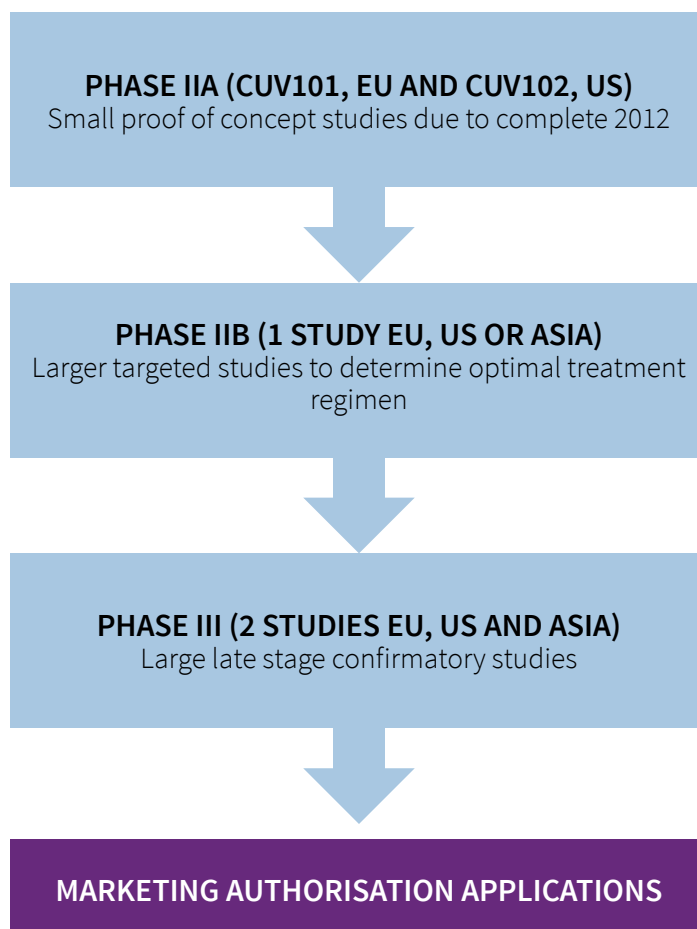 PHASE IIA (CUV101, EU AND CUV102, US)
Small proof of concept studies due to complete 2012
PHASE IIB (1 STUDY EU, US OR ASIA)
Larger targeted studies to determine optimal treatment
regimen
PHASE III (2 STUDIES EU, US AND ASIA)
Large late stage confirmatory studies
MARKETING AUTHORISATION APPLICATIONS